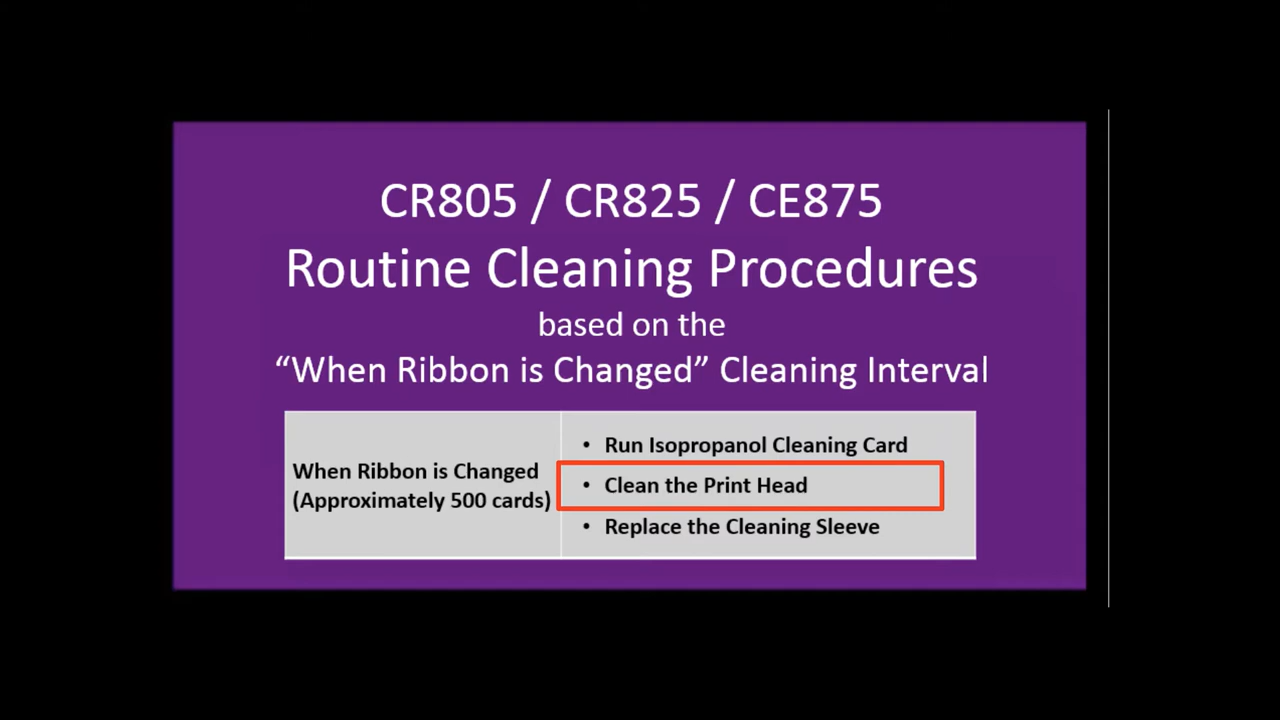 CR805 / CR825 / CE875
Routine Cleaning Procedures
based on the
“When Ribbon is Changed” Cleaning Interval
When Ribbon is Changed
(Approximately 500 cards)
• Run Isopropanol Cleaning Card
• Clean the Print Head
• Replace the Cleaning Sleeve